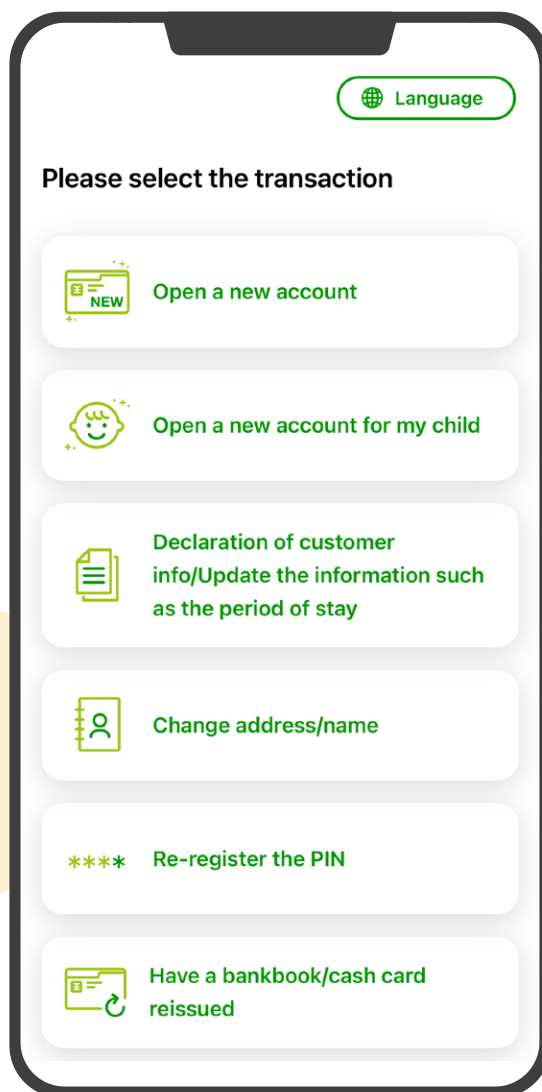 Language
Please select the transaction
NEW
Open a new account
Open a new account for my child
Declaration of customer
info/Update the information such
as the period of stay
Change address/name
****
Re-register the PIN
Have a bankbook/cash card
reissued